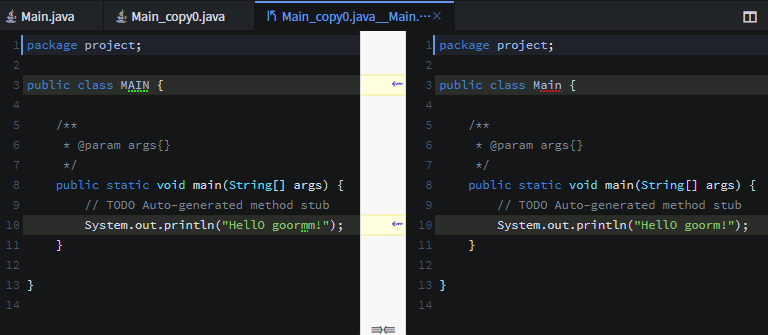 Main.java
Main_copy0.java
Main_copy0.java__Main.···
1 package project;
2
3 public class MAIN {
4
5 /**
6 * @param args{}
7 */
8 public static void main(String[] args) {
9 // TODO Auto-generated method stub
10 System.out.println("HellO goormm!");
11 }
12
13 }
14
1 package project;
2
3 public class Main {
4
5 /**
6 * @param args{}
7 */
8 public static void main(String[] args) {
9 // TODO Auto-generated method stub
10 System.out.println("HellO goorm!");
11 }
12
13 }
14